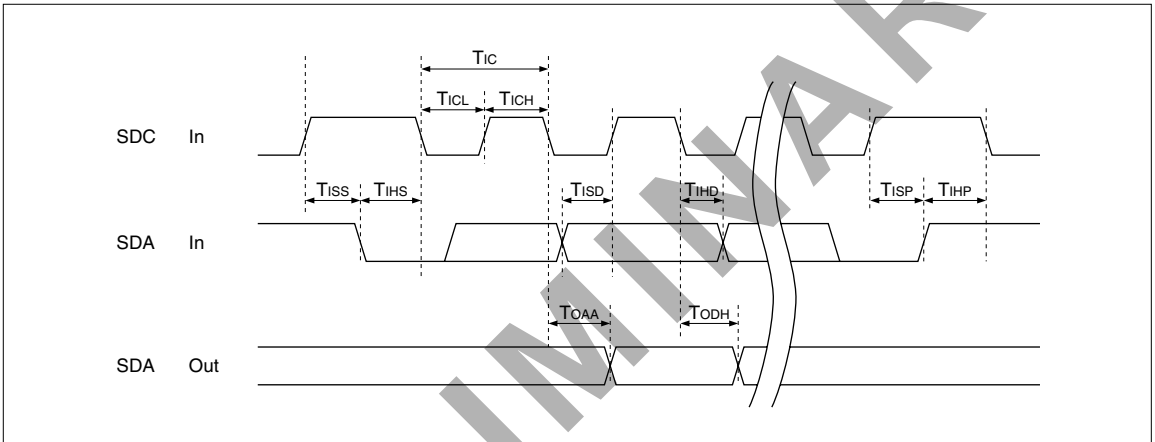 TIC
TICL TICH
SDC In
TISS TIHS TISD TIHD TISP TIHP
SDA In
TOAA TODH
SDA Out
IMINAR